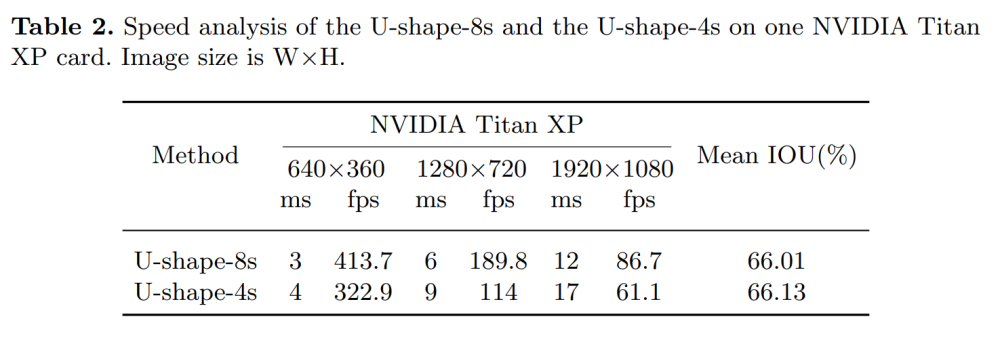 Table 2. Speed analysis of the U-shape-8s and the U-shape-4s on one NVIDIA Titan
XP card. Image size is W×H.
NVIDIA Titan XP
Method Mean IOU(%)
640×360 1280×720 1920×1080
ms fps ms fps ms fps
U-shape-8s 3 413.7 6 189.8 12 86.7 66.01
U-shape-4s 4 322.9 9 114 17 61.1 66.13